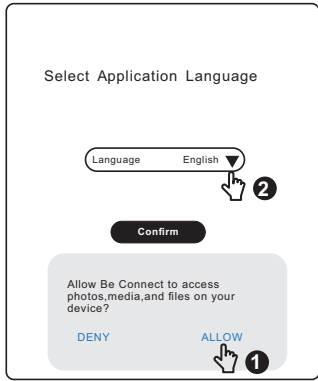 Select Application Language
Language English
2
Confirm
Allow Be Connect to access
photos,media,and files on your
device?
DENY ALLOW
1